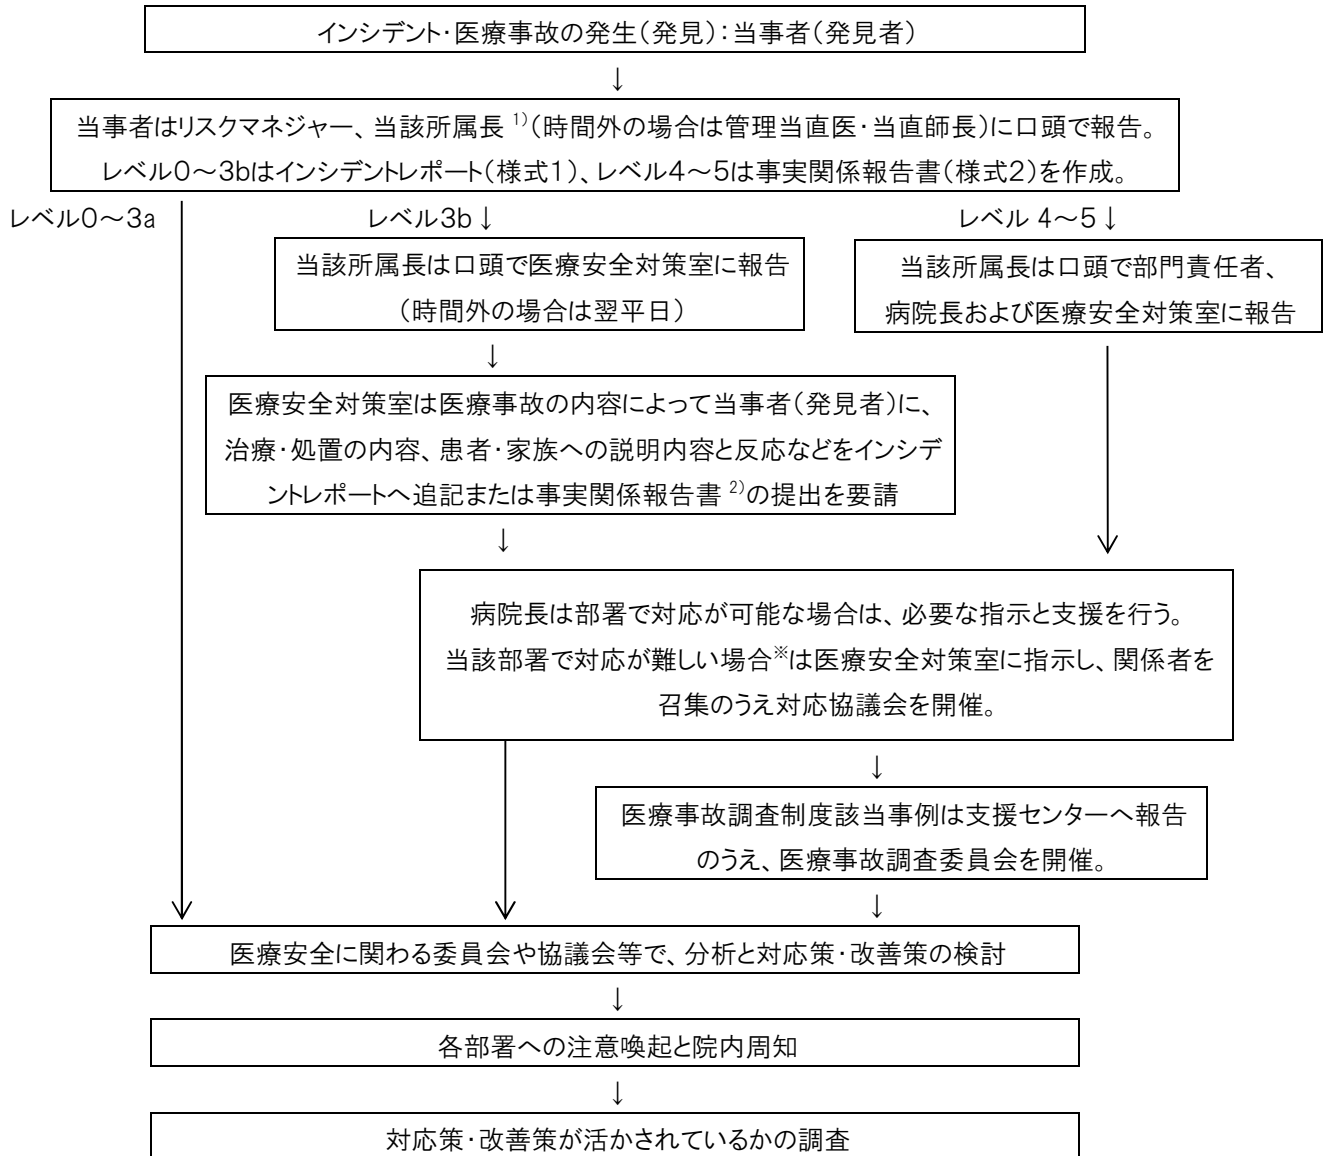 インシデント・医療事故の発生（発見）：当事者（発見者）
↓
当事者はリスクマネジャー、当該所属長 1)（時間外の場合は管理当直医・当直師長）に口頭で報告。
レベル０～３bはインシデントレポート（様式１）、レベル４～５は事実関係報告書（様式２）を作成。
レベル０～３a
レベル３b↓
レベル ４～５↓
当該所属長は口頭で医療安全対策室に報告
（時間外の場合は翌平日）
当該所属長は口頭で部門責任者、
病院長および医療安全対策室に報告
↓
医療安全対策室は医療事故の内容によって当事者（発見者）に、
治療・処置の内容、患者・家族への説明内容と反応などをインシデ
ントレポートへ追記または事実関係報告書 2)の提出を要請
↓
病院長は部署で対応が可能な場合は、必要な指示と支援を行う。
当該部署で対応が難しい場合※は医療安全対策室に指示し、関係者を
召集のうえ対応協議会を開催。
↓
医療事故調査制度該当事例は支援センターへ報告
のうえ、医療事故調査委員会を開催。
↓
医療安全に関わる委員会や協議会等で、分析と対応策・改善策の検討
↓
各部署への注意喚起と院内周知
↓
対応策・改善策が活かされているかの調査